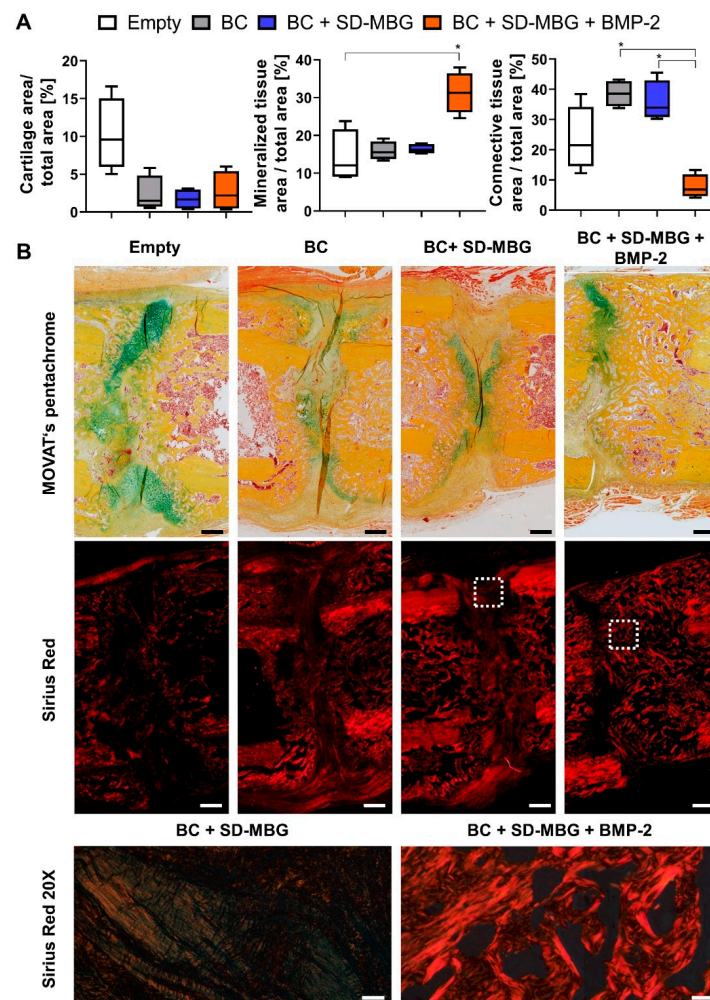 A
Empty BC BC + SD-MBG BC + SD-MBG + BMP-2
Cartilage area/
total area [%]
20
15
10
5
0
Mineralized tissue
area / total area [%]
40
30
20
10
0
*
Connective tissue
area / total area [%]
50
40
30
20
10
0
*
*
B
Empty
BC
BC+ SD-MBG
BC + SD-MBG +
BMP-2
MOVAT's pentachrome
Sirius Red
BC + SD-MBG
BC + SD-MBG + BMP-2
Sirius Red 20X